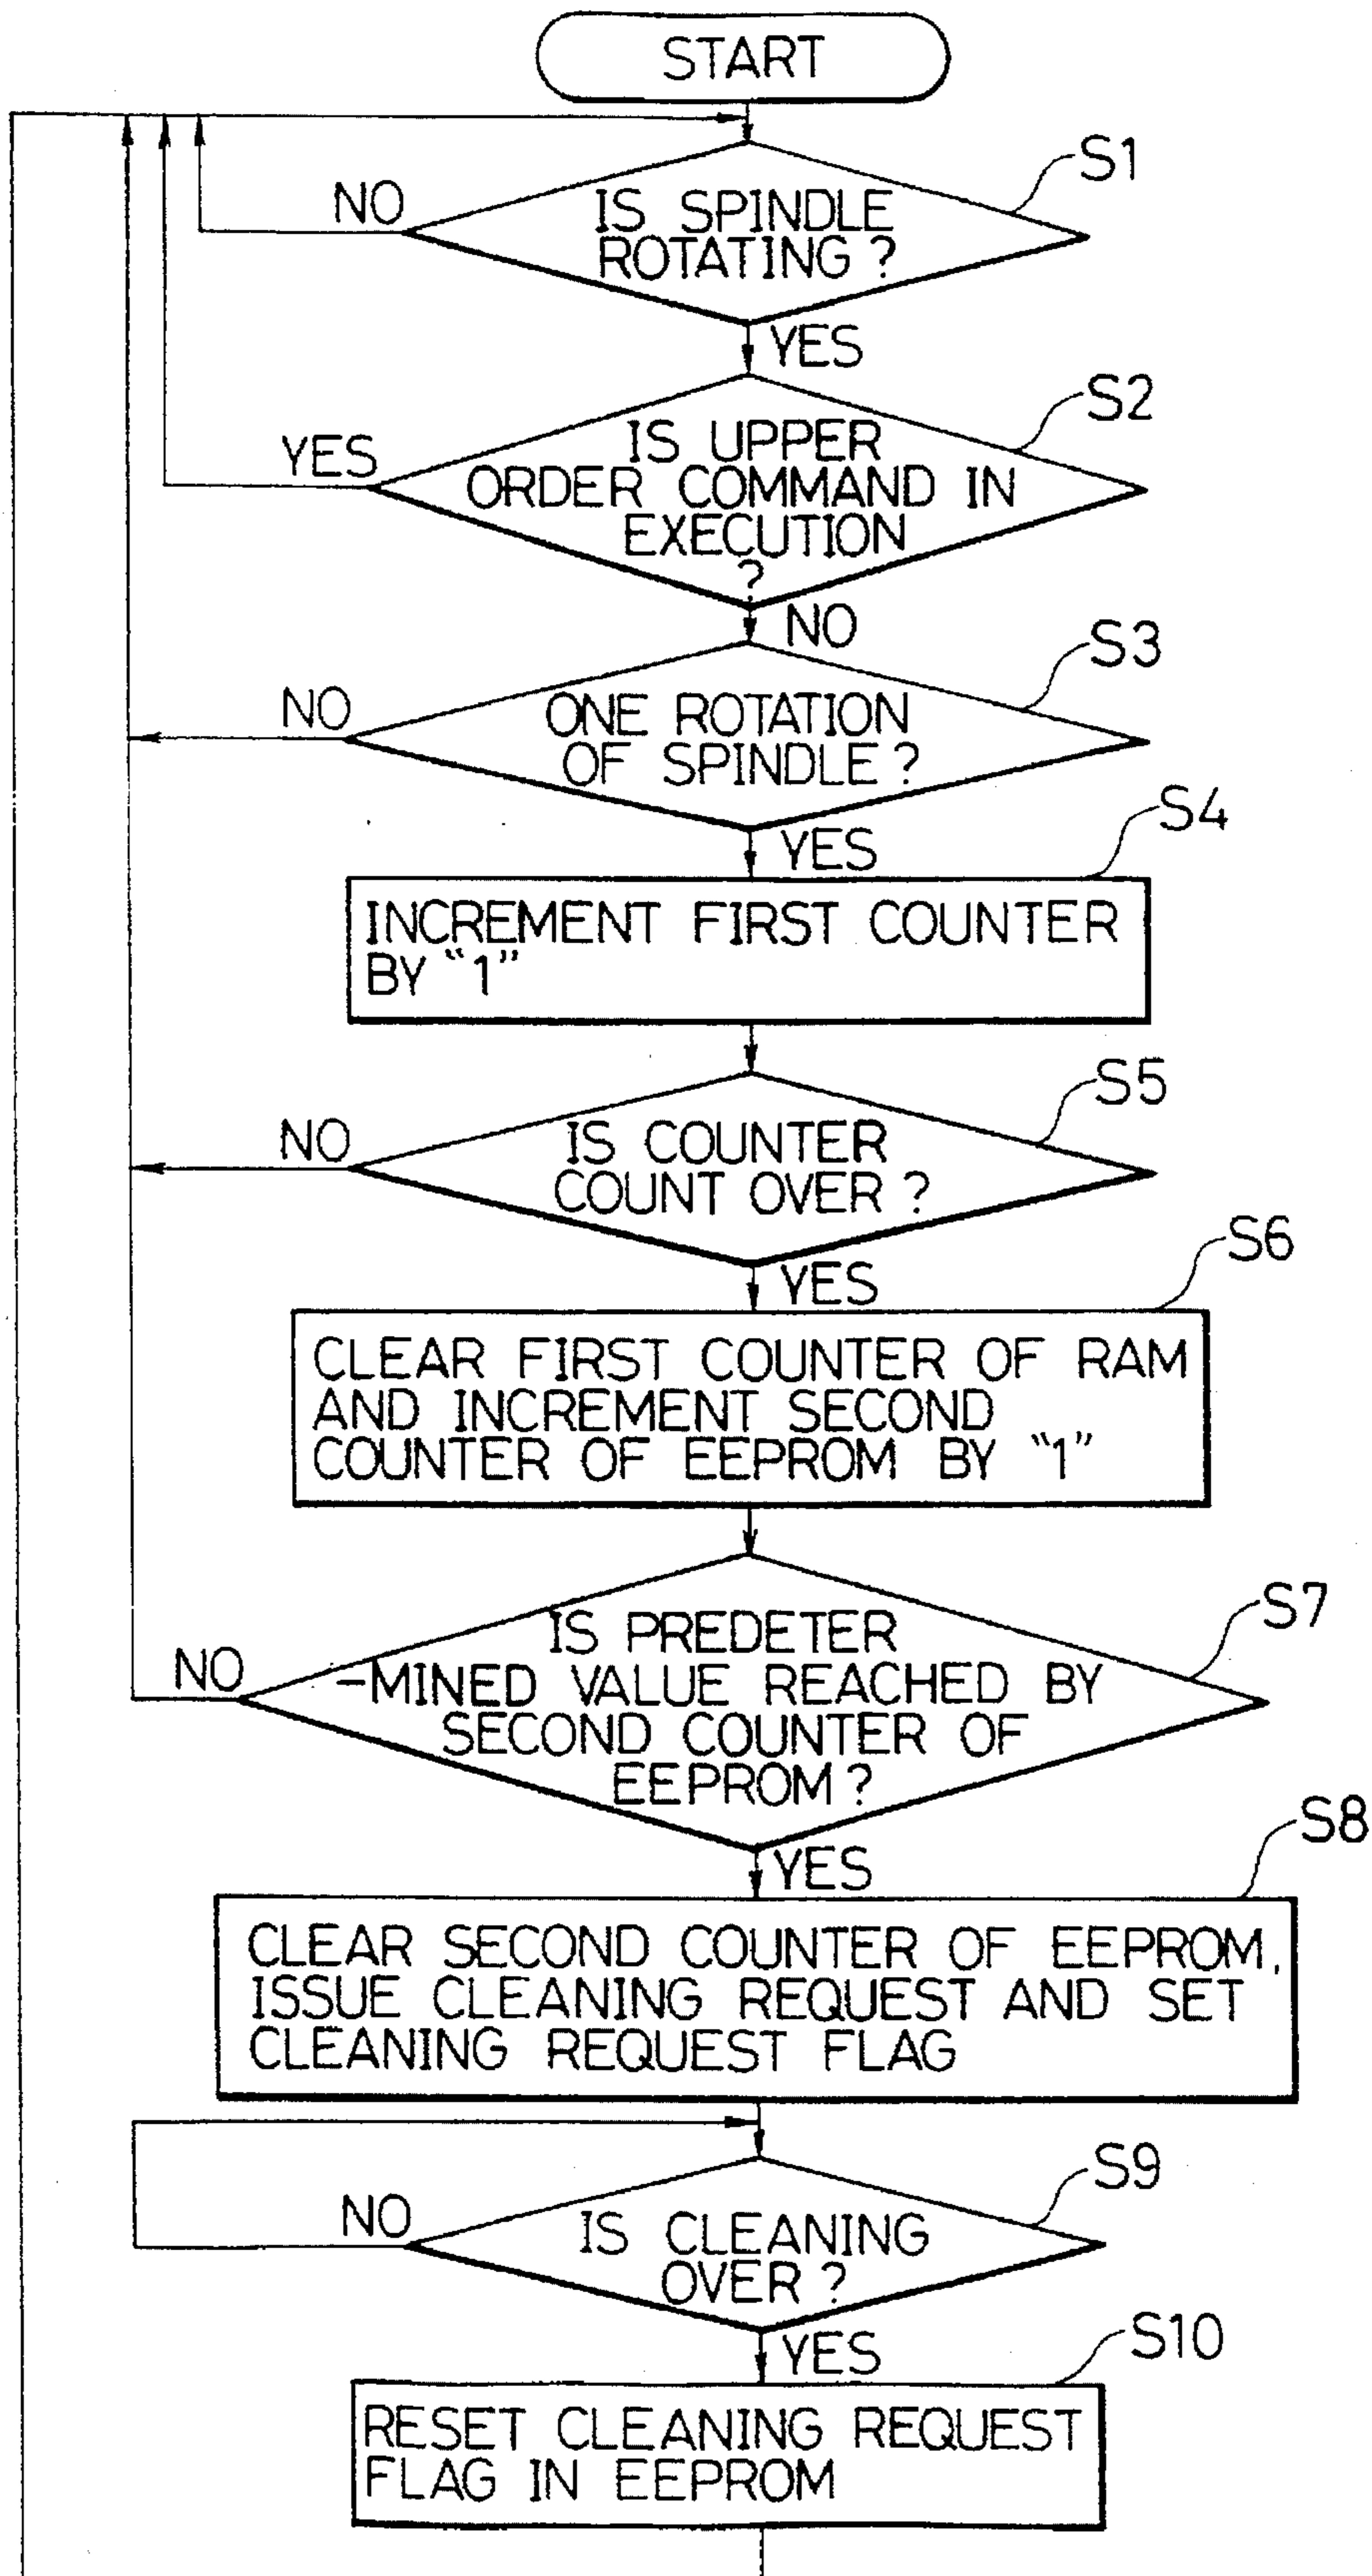 START
S1
NO
IS SPINDLE
ROTATING?
YES
S2
YES
IS UPPER
ORDER COMMAND IN
EXECUTION
?
NO
S3
NO
ONE ROTATION
OF SPINDLE?
YES
S4
INCREMENT FIRST COUNTER
BY "1"
S5
NO
IS COUNTER
COUNT OVER?
YES
S6
CLEAR FIRST COUNTER OF RAM
AND INCREMENT SECOND
COUNTER OF EEPROM BY "1"
S7
NO
IS PREDETER
-MINED VALUE REACHED BY
SECOND COUNTER OF
EEPROM?
YES
S8
CLEAR SECOND COUNTER OF EEPROM,
ISSUE CLEANING REQUEST AND SET
CLEANING REQUEST FLAG
S9
NO
IS CLEANING
OVER?
YES
S10
RESET CLEANING REQUEST
FLAG IN EEPROM